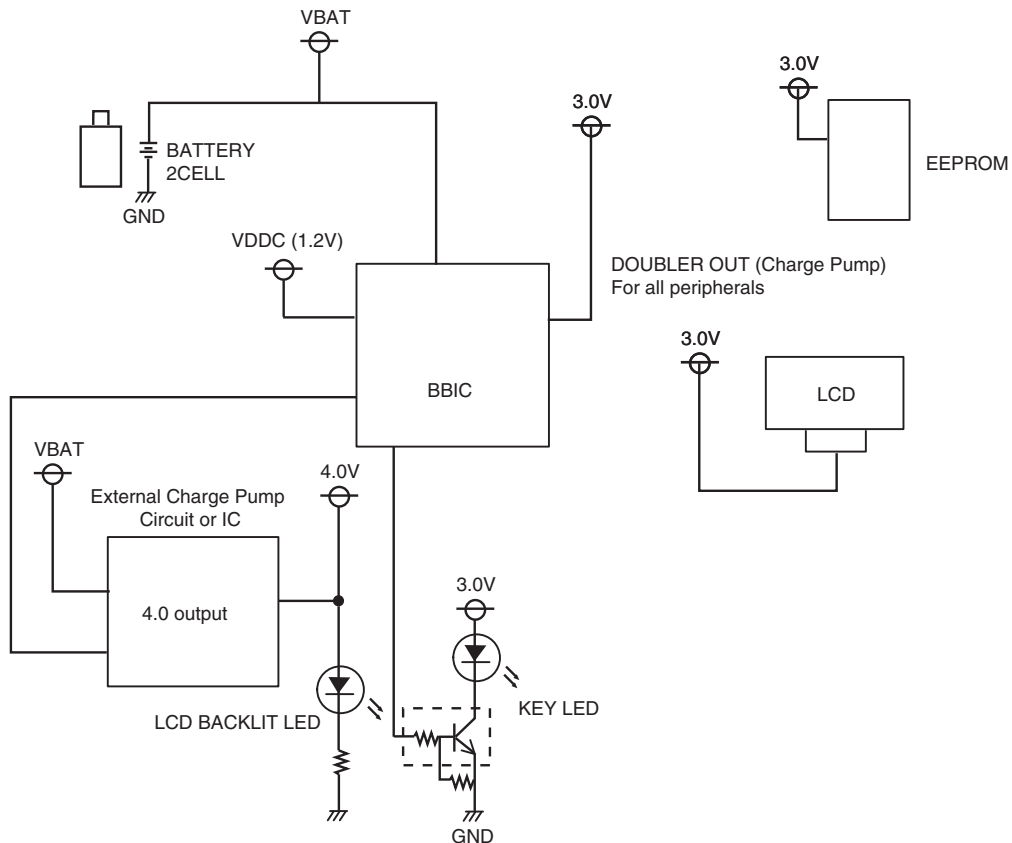 VBAT
3.0V
3.0V
BATTERY
2CELL
EEPROM
GND
VDDC (1.2V)
DOUBLER OUT (Charge Pump)
For all peripherals
3.0V
BBIC
LCD
VBAT
4.0V
External Charge Pump
Circuit or IC
3.0V
4.0 output
LCD BACKLIT LED
KEY LED
GND